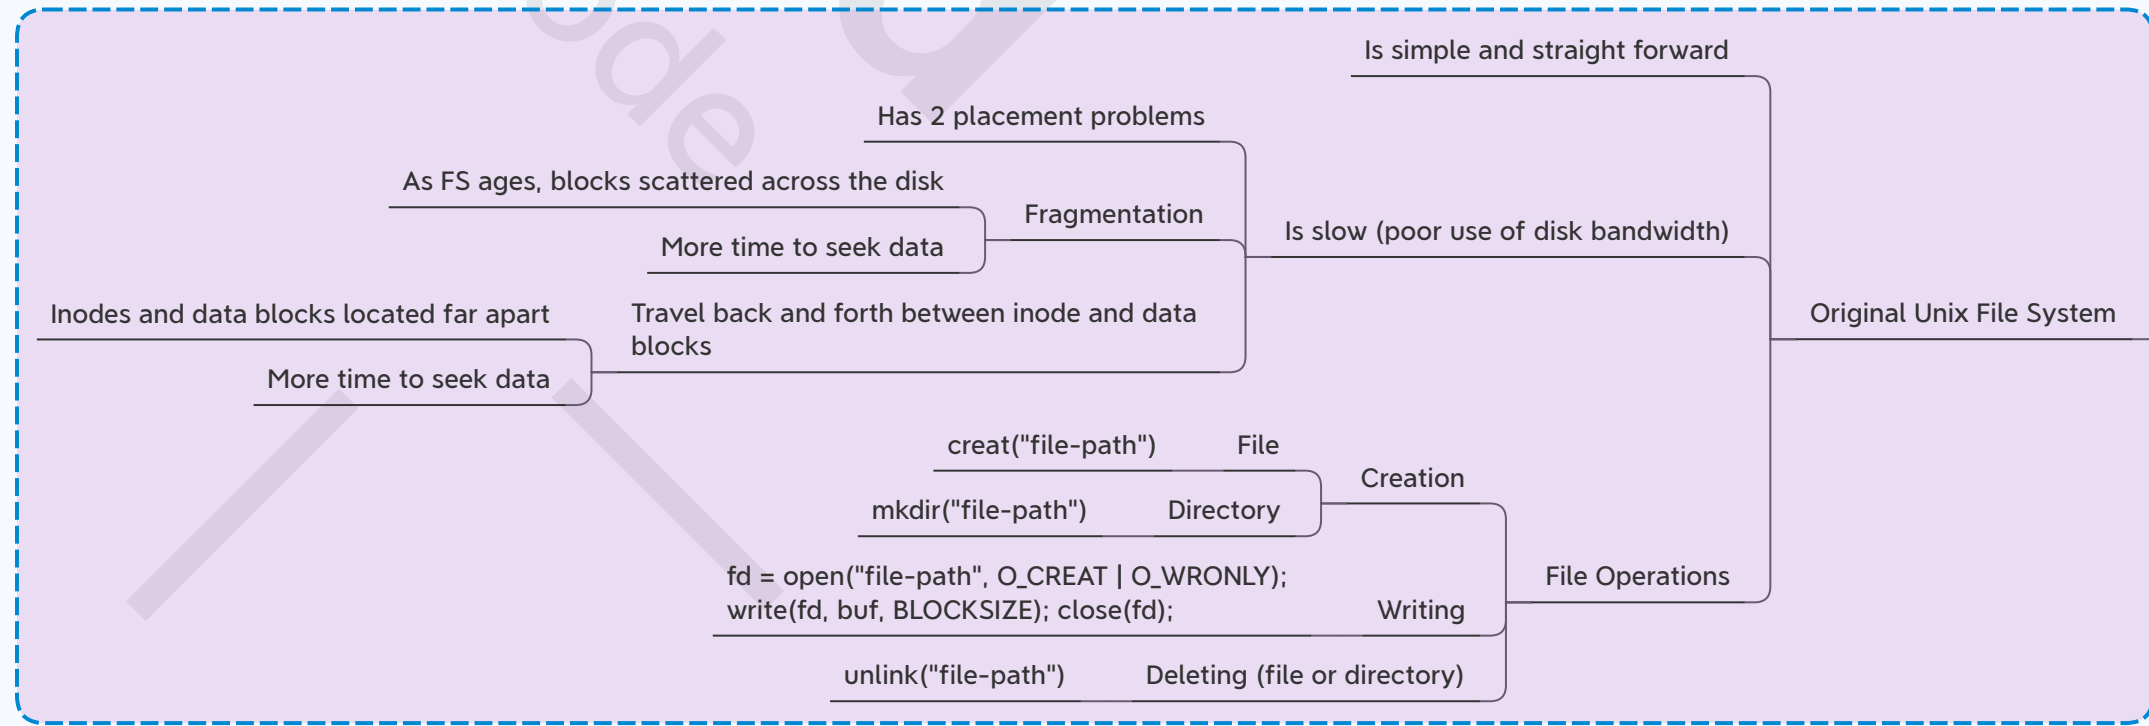 Is simple and straight forward
Has 2 placement problems
As FS ages, blocks scattered across the disk
Fragmentation
Is slow (poor use of disk bandwidth)
More time to seek data
Inodes and data blocks located far apart
Travel back and forth between inode and data
blocks
Original Unix File System
More time to seek data
creat("file-path")
File
Creation
mkdir("file-path")
Directory
fd = open("file-path", O_CREAT | O_WRONLY);
write(fd, buf, BLOCKSIZE); close(fd);
Writing
File Operations
unlink("file-path")
Deleting (file or directory)